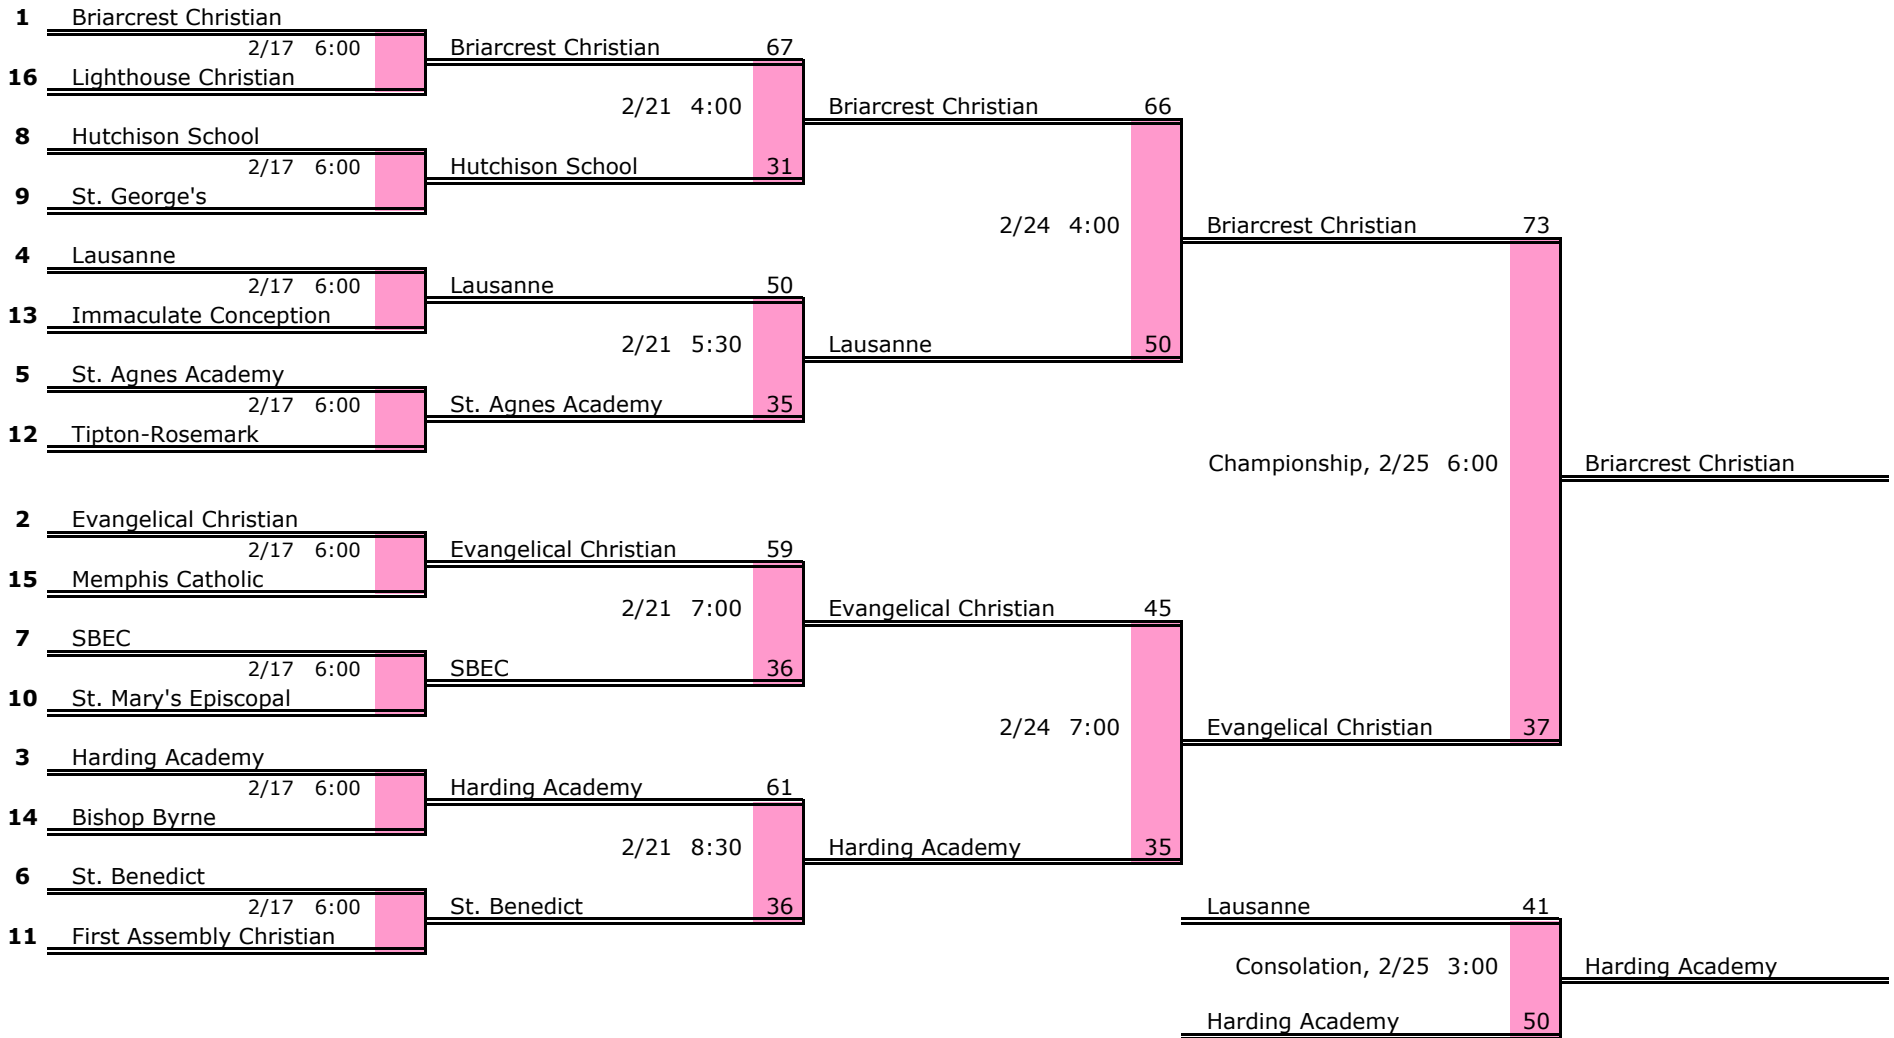 1 Briarcrest Christian
2/17 6:00 Briarcrest Christian 67
16 Lighthouse Christian
2/21 4:00 Briarcrest Christian 66
8 Hutchison School
2/17 6:00 Hutchison School 31
9 St. George's
2/24 4:00 Briarcrest Christian 73
4 Lausanne
2/17 6:00 Lausanne 50
13 Immaculate Conception
2/21 5:30 Lausanne 50
5 St. Agnes Academy
2/17 6:00 St. Agnes Academy 35
12 Tipton-Rosemark
Championship, 2/25 6:00 Briarcrest Christian
2 Evangelical Christian
2/17 6:00 Evangelical Christian 59
15 Memphis Catholic
2/21 7:00 Evangelical Christian 45
7 SBEC
2/17 6:00 SBEC 36
10 St. Mary's Episcopal
2/24 7:00 Evangelical Christian 37
3 Harding Academy
2/17 6:00 Harding Academy 61
14 Bishop Byrne
2/21 8:30 Harding Academy 35
6 St. Benedict
2/17 6:00 St. Benedict 36 Lausanne 41
11 First Assembly Christian
Consolation, 2/25 3:00 Harding Academy
Harding Academy 50